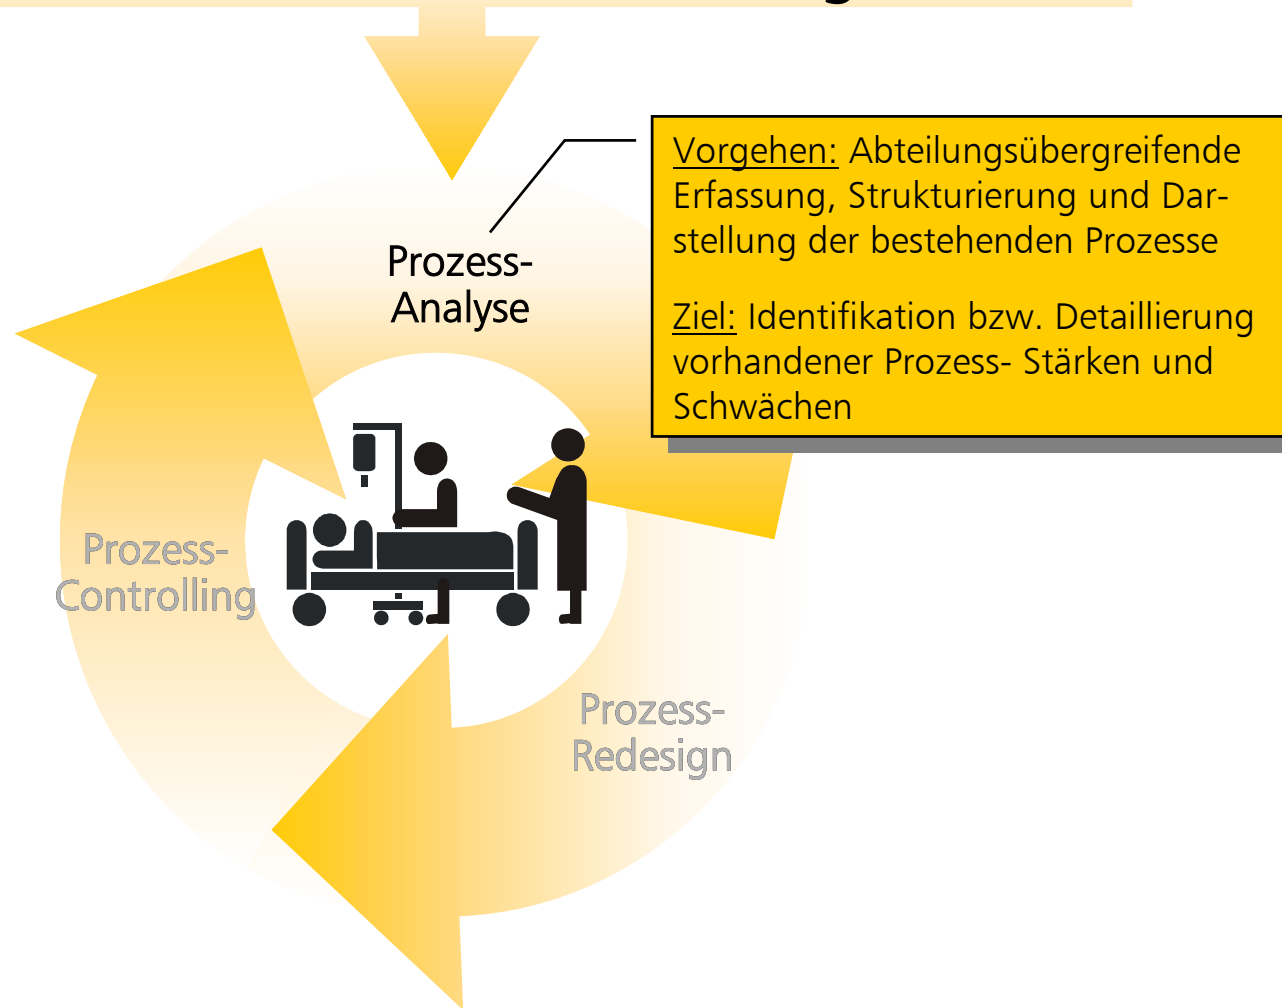 Vorgehen: Abteilungsübergreifende
Erfassung, Strukturierung und Dar-
stellung der bestehenden Prozesse
Ziel: Identifikation bzw. Detaillierung
vorhandener Prozess- Stärken und
Schwächen
Prozess-
Analyse
Prozess-
Controlling
Prozess-
Redesign